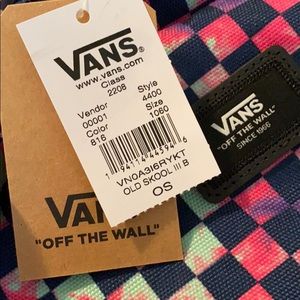 VANS®
www.vans.com
Class
2208
Vendor
00001
Style
4400
Color
816
Size
1060
VN0A3I6RYKT
OLD SKOOL III B
OS
VANS
"OFF THE WALL"
VANS
"OFF THE WALL"
SINCE 1966